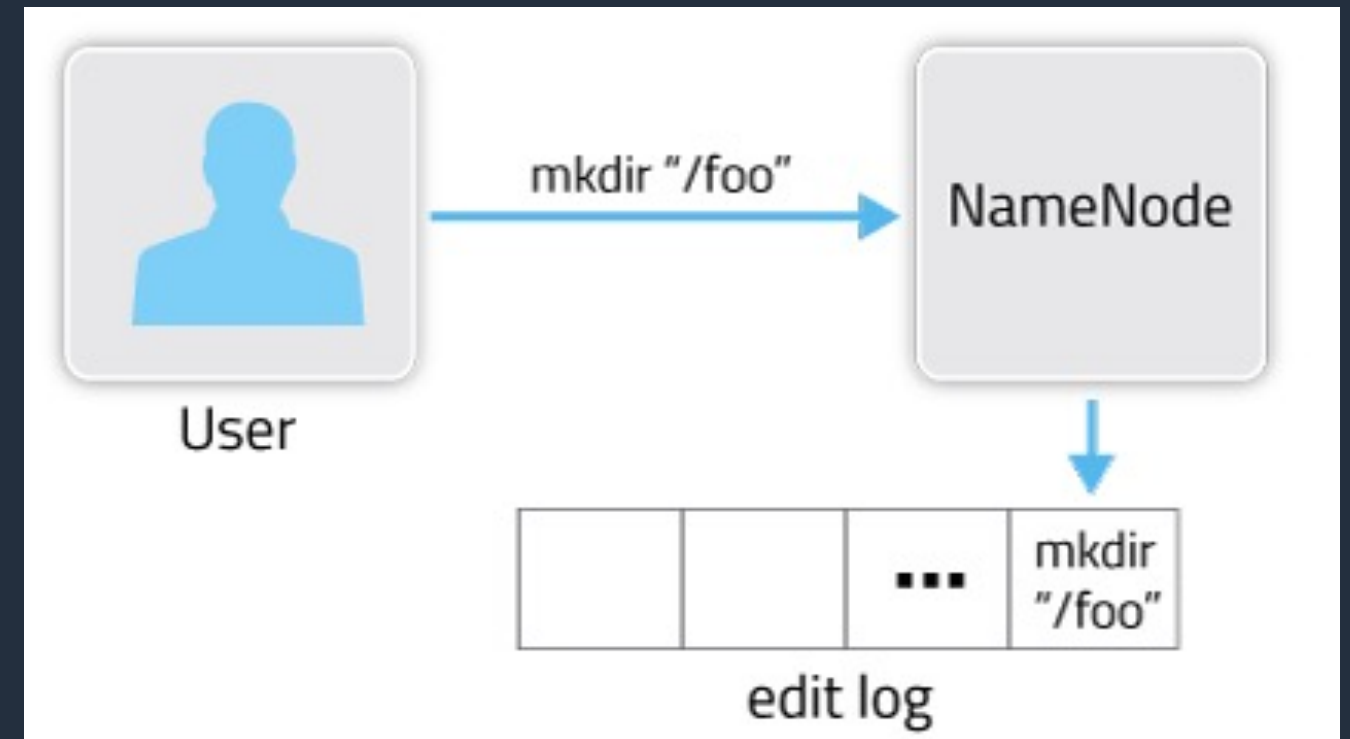 mkdir "/foo"
NameNode
User
...
mkdir
"/foo"
edit log